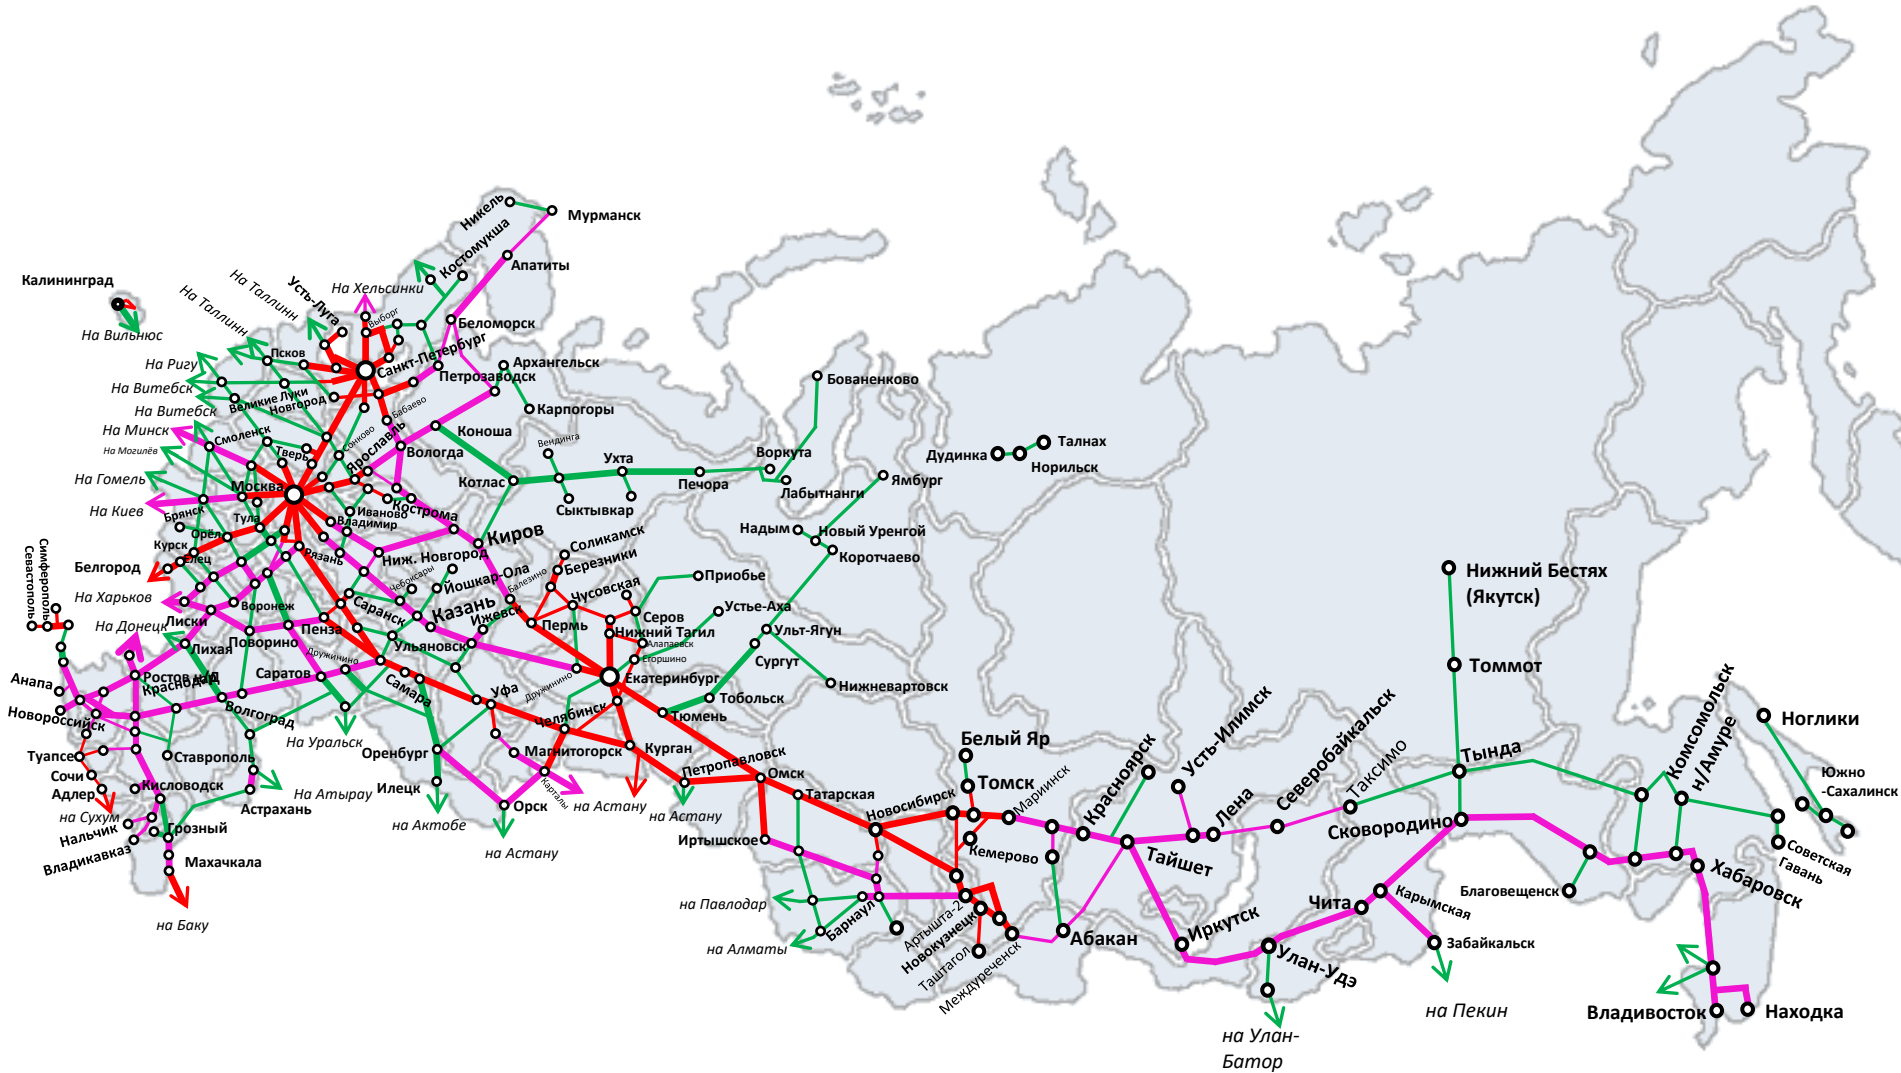 Никель
Мурманск
Костомукша
Апатиты
Калининград
На Вильнюс
На Таллинн
На Таллинн
Усть-Луга
На Хельсинки
Выборг
Беломорск
Санкт-Петербург
Псков
На Ригу
На Витебск
На Витебск
Великие Луки
Новгород
Петрозаводск
Архангельск
Карпогоры
Бабаево
Бованенково
На Минск
Смоленск
На Могилёв
Тверь
Сонково
Ярославль
Вологда
Коноша
Вендинга
Ухта
Воркута
Лабытнанги
Печора
Котлас
Сыктывкар
Ямбург
Дудинка
Талнах
Норильск
На Гомель
На Киев
Москва
Брянск
Тула
Иваново
Владимир
Кострома
Киров
Надым
Новый Уренгой
Коротчаево
Орёл
Курск
Елец
Рязань
Ниж. Новгород
Соликамск
Березники
Белгород
Симферополь
Севастополь
Чебоксары
Йошкар-Ола
Балезино
Чусовская
Приобье
На Харьков
Воронеж
Саранск
Казань
Ижевск
Пермь
Серов
Устье-Аха
На Донецк
Лиски
Поворино
Пенза
Ульяновск
Нижний Тагил
Алапаевск
Егоршино
Ульт-Ягун
Сургут
Нижний Бестях
(Якутск)
Томмот
Лихая
Дружинино
Саратов
Самара
Уфа
Дружинино
Екатеринбург
Тобольск
Нижневартовск
Анапа
Ростов н/Д
Краснодар
Новороссийск
Волгоград
На Уральск
Челябинск
Тюмень
Туапсе
Сочи
Адлер
на Сухум
Ставрополь
Кисловодск
Оренбург
Магнитогорск
Курган
Карталы
Петропавловск
Омск
Илецк
Орск
на Астану
на Астану
на Астану
на Актобе
На Атырау
Астрахань
Нальчик
Владикавказ
Грозный
Махачкала
на Баку
Татарская
Иртышское
Новосибирск
Белый Яр
Томск
Мариинск
Кемерово
Красноярск
Усть-Илимск
Лена
Северобайкальск
Таксимо
Тында
Сковородино
Комсомольск
н/Амуре
Ноглики
Южно
-Сахалинск
Советская
Гавань
на Павлодар
на Алматы
Барнаул
Артышта-2
Новокузнецк
Таштагол
Междуреченск
Абакан
Тайшет
Иркутск
Улан-Удэ
Чита
Карымская
Забайкальск
Благовещенск
Хабаровск
на Пекин
на Улан-
Батор
Владивосток
Находка